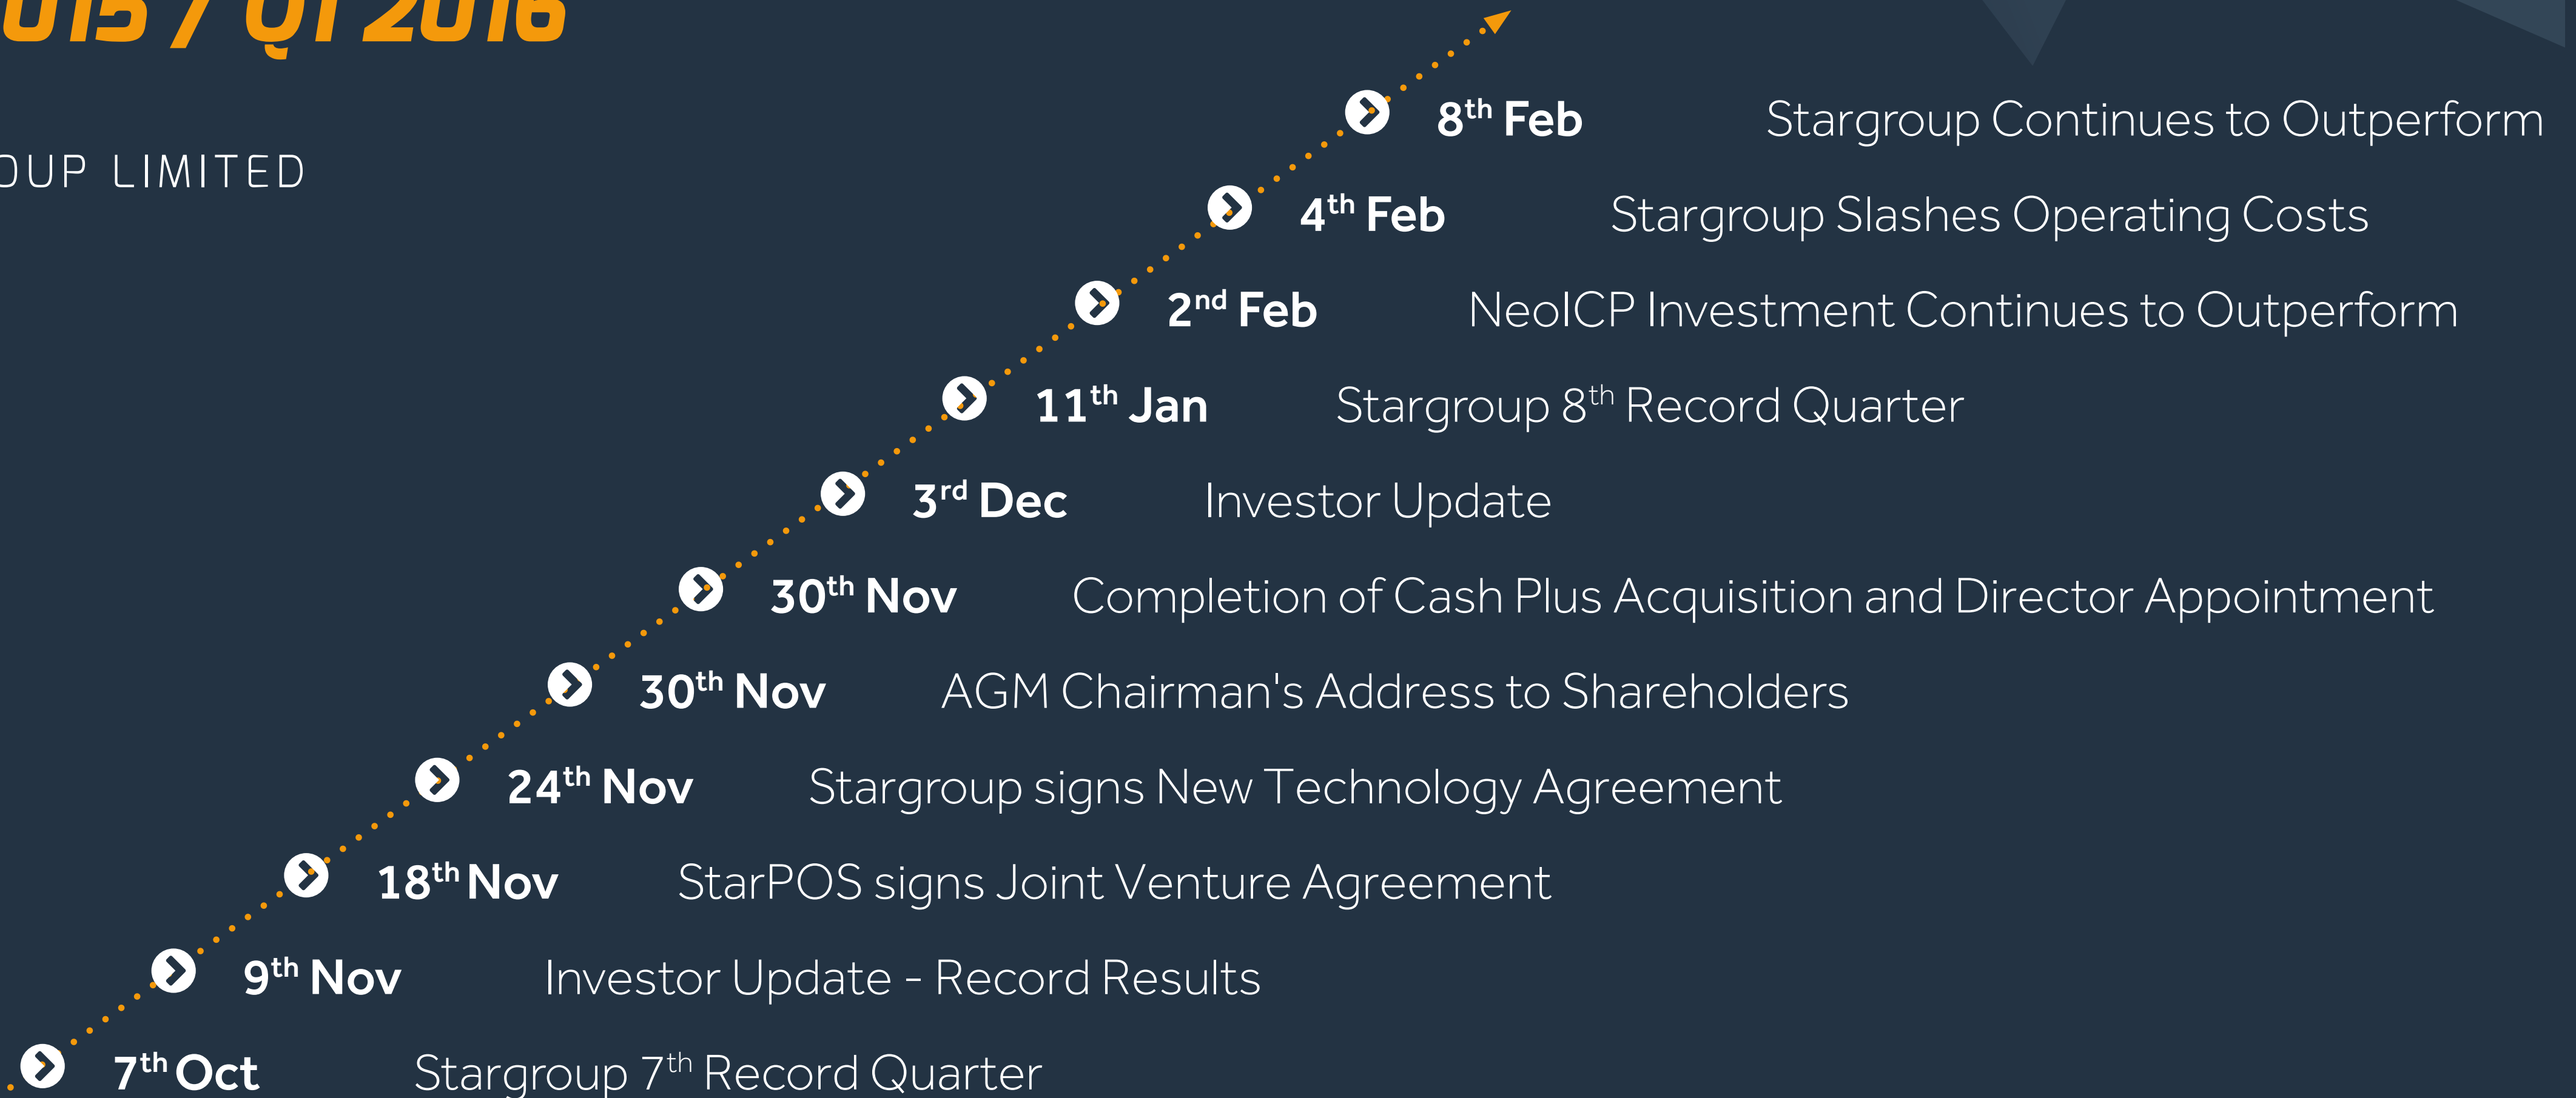 015 / Q1 2016
OUP LIMITED
8th Feb Stargroup Continues to Outperform
4th Feb Stargroup Slashes Operating Costs
2nd Feb NeoICP Investment Continues to Outperform
11th Jan Stargroup 8th Record Quarter
3rd Dec Investor Update
30th Nov Completion of Cash Plus Acquisition and Director Appointment
30th Nov AGM Chairman's Address to Shareholders
24th Nov Stargroup signs New Technology Agreement
18th Nov StarPOS signs Joint Venture Agreement
9th Nov Investor Update - Record Results
7th Oct Stargroup 7th Record Quarter